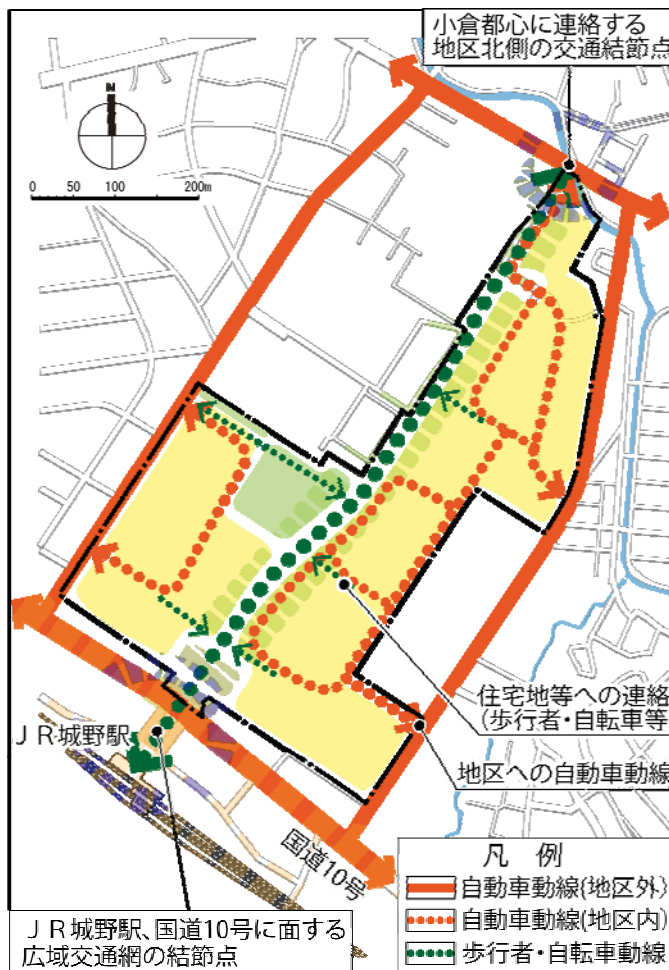 小倉都心に連絡する
地区北側の交通結節点
N
0 50 100 200m
住宅地等への連絡
(歩行者・自転車等
JR城野駅
地区への自動車動線
国道10号
凡 例
自動車動線(地区外)
自動車動線(地区内)
歩行者・自転車動線
JR城野駅、国道10号に面する
広域交通網の結節点